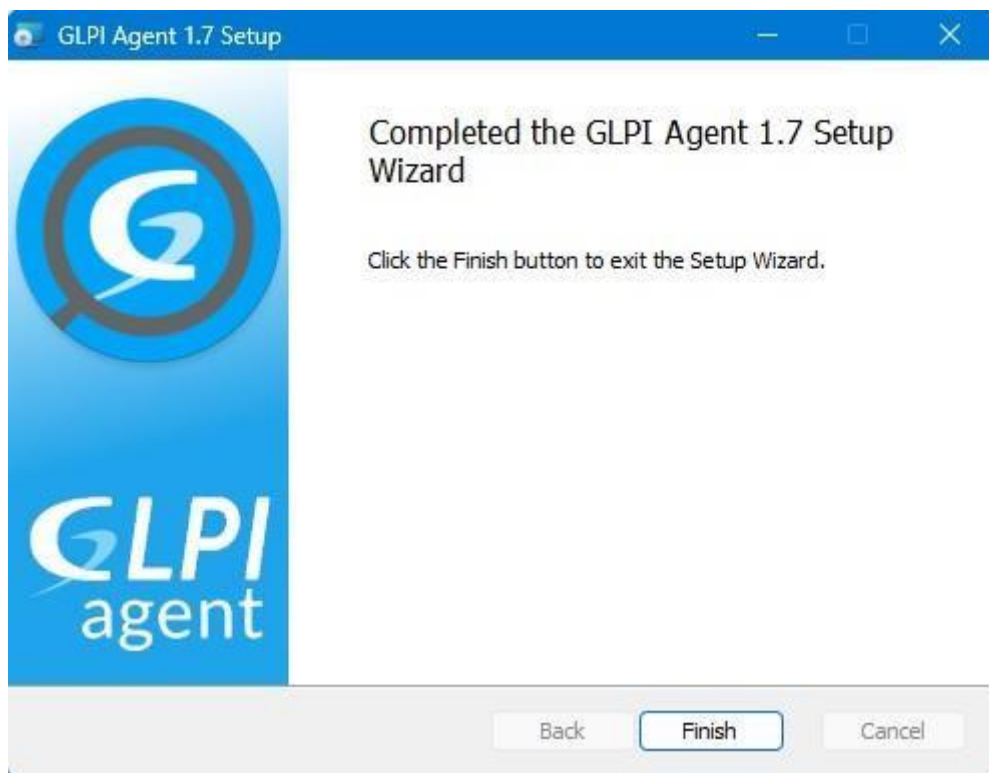 GLPI Agent 1.7 Setup
Completed the GLPI Agent 1.7 Setup
Wizard
Click the Finish button to exit the Setup Wizard.
GLPI
agent
Back
Finish
Cancel